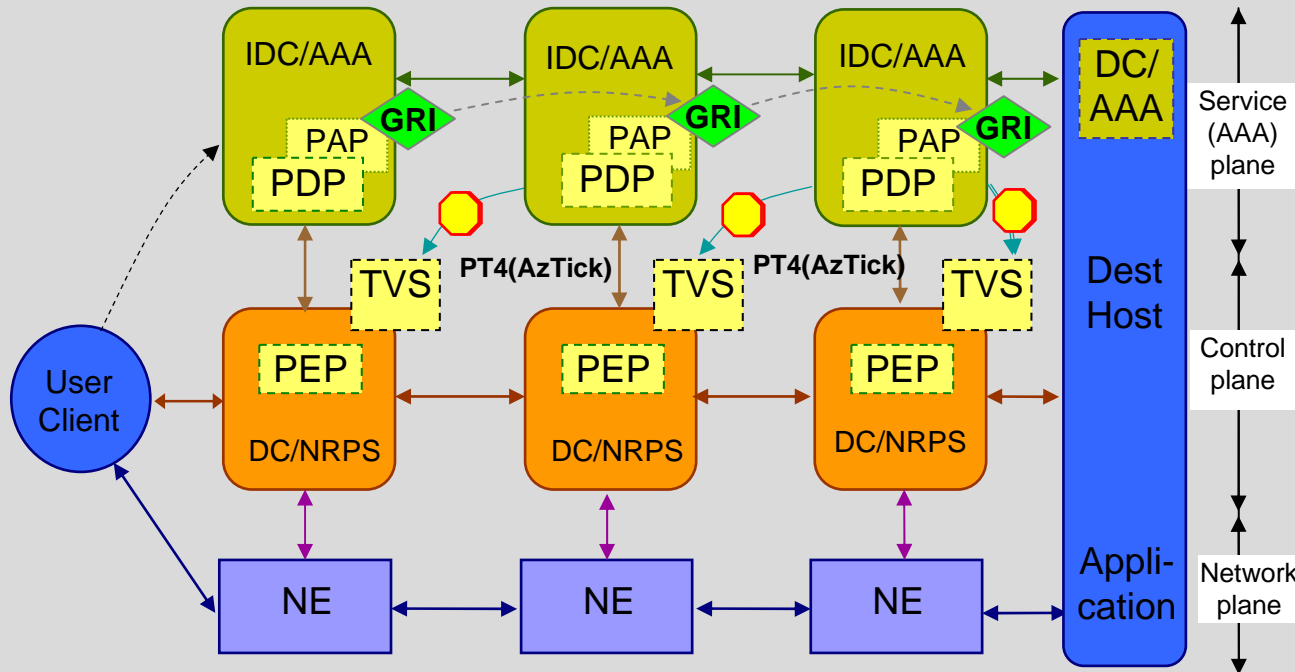 IDC/AAA
IDC/AAA
IDC/AAA
DC/
AAA
Service
(AAA)
plane
GRI
GRI
GRI
PAP
PAP
PAP
PDP
PDP
PDP
PT4(AzTick)
PT4(AzTick)
TVS
TVS
TVS
Dest
Host
Control
plane
User
Client
PEP
PEP
PEP
DC/NRPS
DC/NRPS
DC/NRPS
NE
NE
NE
Appli-
cation
Network
plane